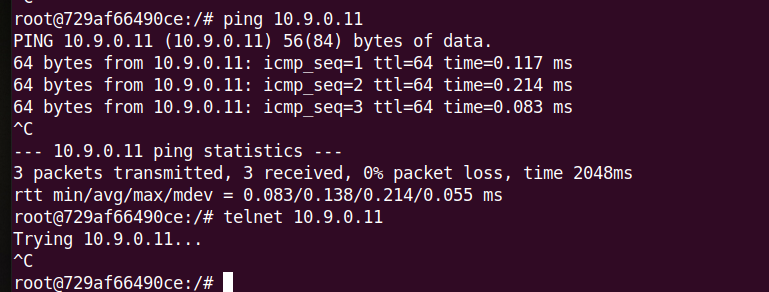 root@729af66490ce:/# ping 10.9.0.11
PING 10.9.0.11 (10.9.0.11) 56(84) bytes of data.
64 bytes from 10.9.0.11: icmp_seq=1 ttl=64 time=0.117 ms
64 bytes from 10.9.0.11: icmp_seq=2 ttl=64 time=0.214 ms
64 bytes from 10.9.0.11: icmp_seq=3 ttl=64 time=0.083 ms
^C
--- 10.9.0.11 ping statistics ---
3 packets transmitted, 3 received, 0% packet loss, time 2048ms
rtt min/avg/max/mdev = 0.083/0.138/0.214/0.055 ms
root@729af66490ce:/# telnet 10.9.0.11
Trying 10.9.0.11...
^C
root@729af66490ce:/#